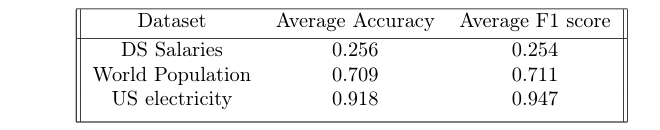 Dataset Average Accuracy Average F1 score
DS Salaries 0.256 0.254
World Population 0.709 0.711
US electricity 0.918 0.947